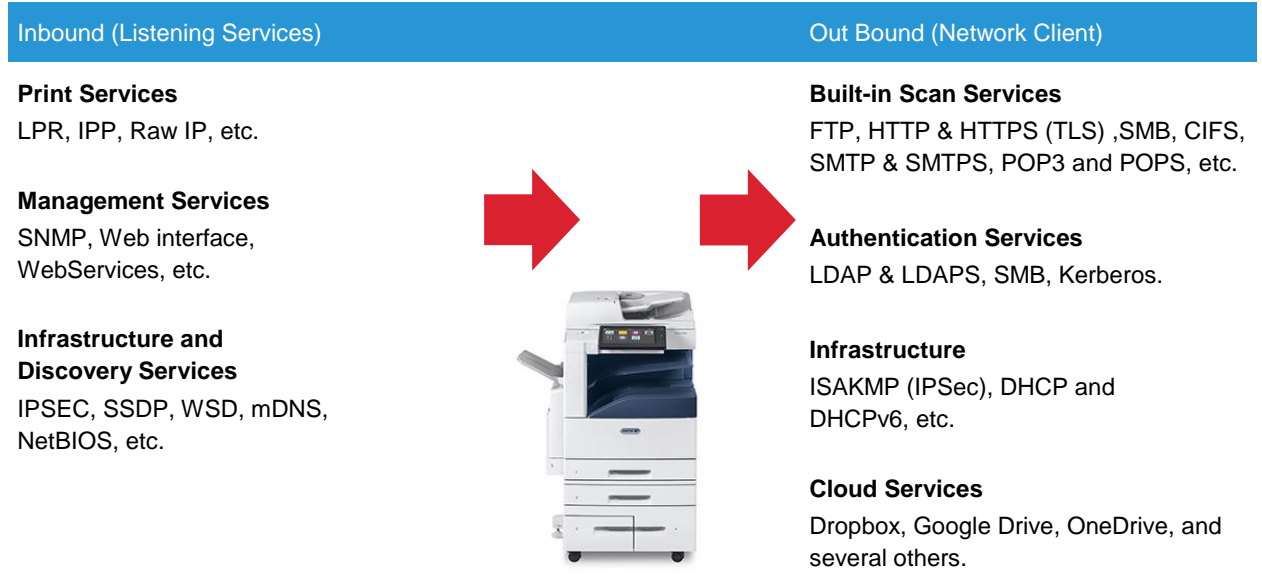 Inbound (Listening Services)
Out Bound (Network Client)
Print Services
LPR, IPP, Raw IP, etc.
Management Services
SNMP, Web interface,
WebServices, etc.
Infrastructure and
Discovery Services
IPSEC, SSDP, WSD, mDNS,
NetBIOS, etc.
Built-in Scan Services
FTP, HTTP & HTTPS (TLS) ,SMB, CIFS,
SMTP & SMTPS, POP3 and POPS, etc.
Authentication Services
LDAP & LDAPS, SMB, Kerberos.
Infrastructure
ISAKMP (IPSec), DHCP and
DHCPv6, etc.
Cloud Services
Dropbox, Google Drive, OneDrive, and
several others.